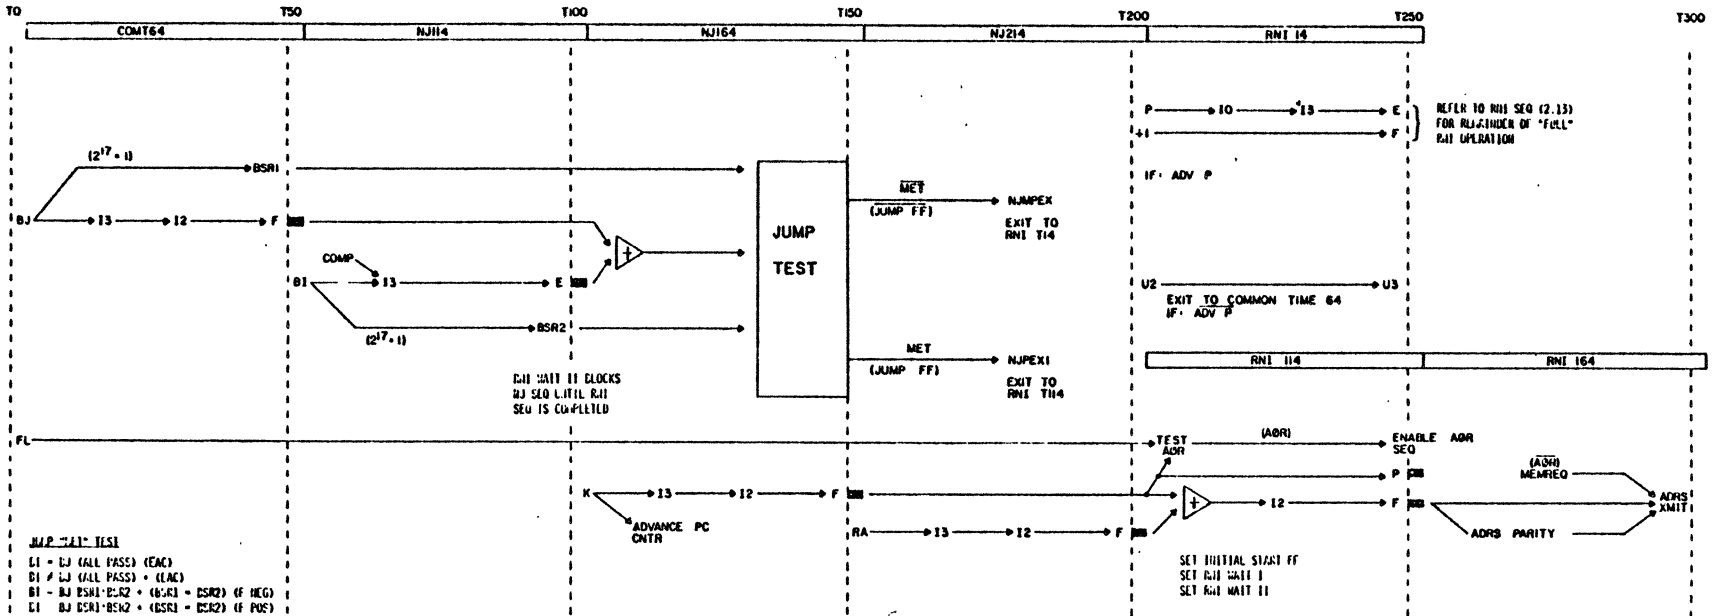 T0 T50 T100 T150 T200 T250 T300
COMT64 NJ114 NJ164 NJ214 RNI 14
P I0 I3 E
+1 F
REFER TO RNI SEQ (2.13)
FOR REMAINDER OF "FULL"
RNI OPERATION
(2¹⁷=1) BSR1
IF: ADV P
MET
(JUMP FF)
NJMPEX
EXIT TO
RNI T14
BJ I3 I2 F
JUMP
TEST
+
COMP
BI I3 E
U2 U3
EXIT TO COMMON TIME 64
IF: ADV P
(2¹⁷=1) BSR2
MET
(JUMP FF)
NJPEX1
EXIT TO
RNI T114
RNI 114 RNI 164
RNI WAIT II BLOCKS
NJ SEQ UNTIL RNI
SEQ IS COMPLETED
FL
TEST
AØR
(AØR)
ENABLE AØR
SEQ
P
(AØR)
MEMREQ
K I3 I2 F
+
I2 F
ADRS
XMIT
ADVANCE PC
CNTR
RA I3 I2 F
ADRS PARITY
JUMP "MET" TEST
BI = BJ (ALL PASS) (EAC)
BI ≠ BJ (ALL PASS) + (EAC)
BI - BJ BSR1·BSR2 + (BSR1 = BSR2) (F NEG)
BI BJ BSR1·BSR2 + (BSR1 = BSR2) (F POS)
SET INITIAL START FF
SET RNI WAIT I
SET RNI WAIT II